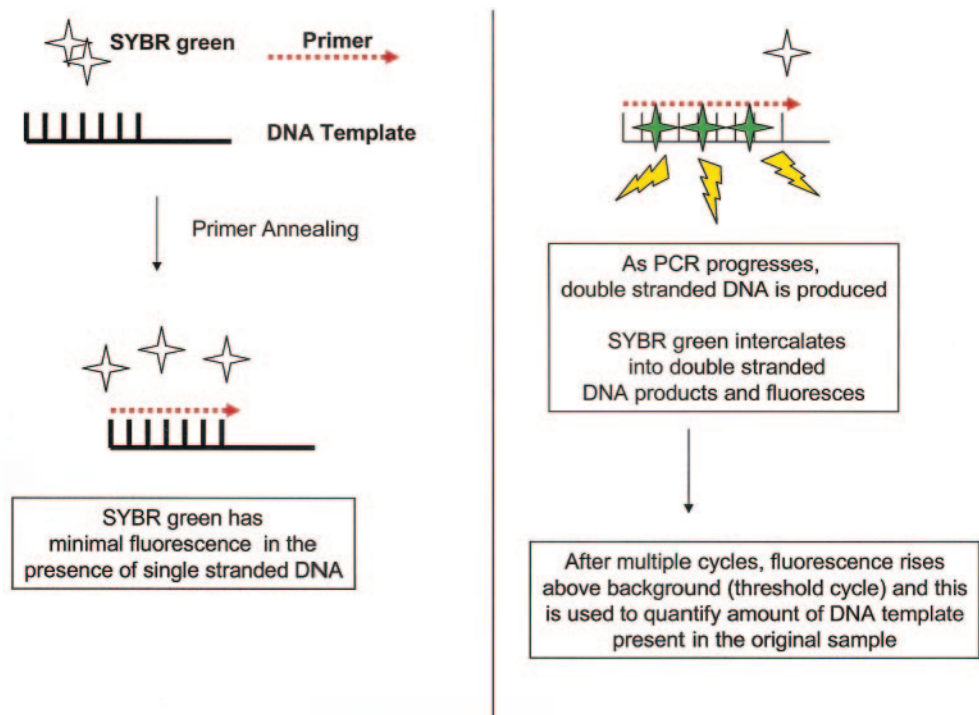 SYBR green
Primer
DNA Template
Primer Annealing
SYBR green has
minimal fluorescence in the
presence of single stranded DNA
As PCR progresses,
double stranded DNA is produced
SYBR green intercalates
into double stranded
DNA products and fluoresces
After multiple cycles, fluorescence rises
above background (threshold cycle) and this
is used to quantify amount of DNA template
present in the original sample